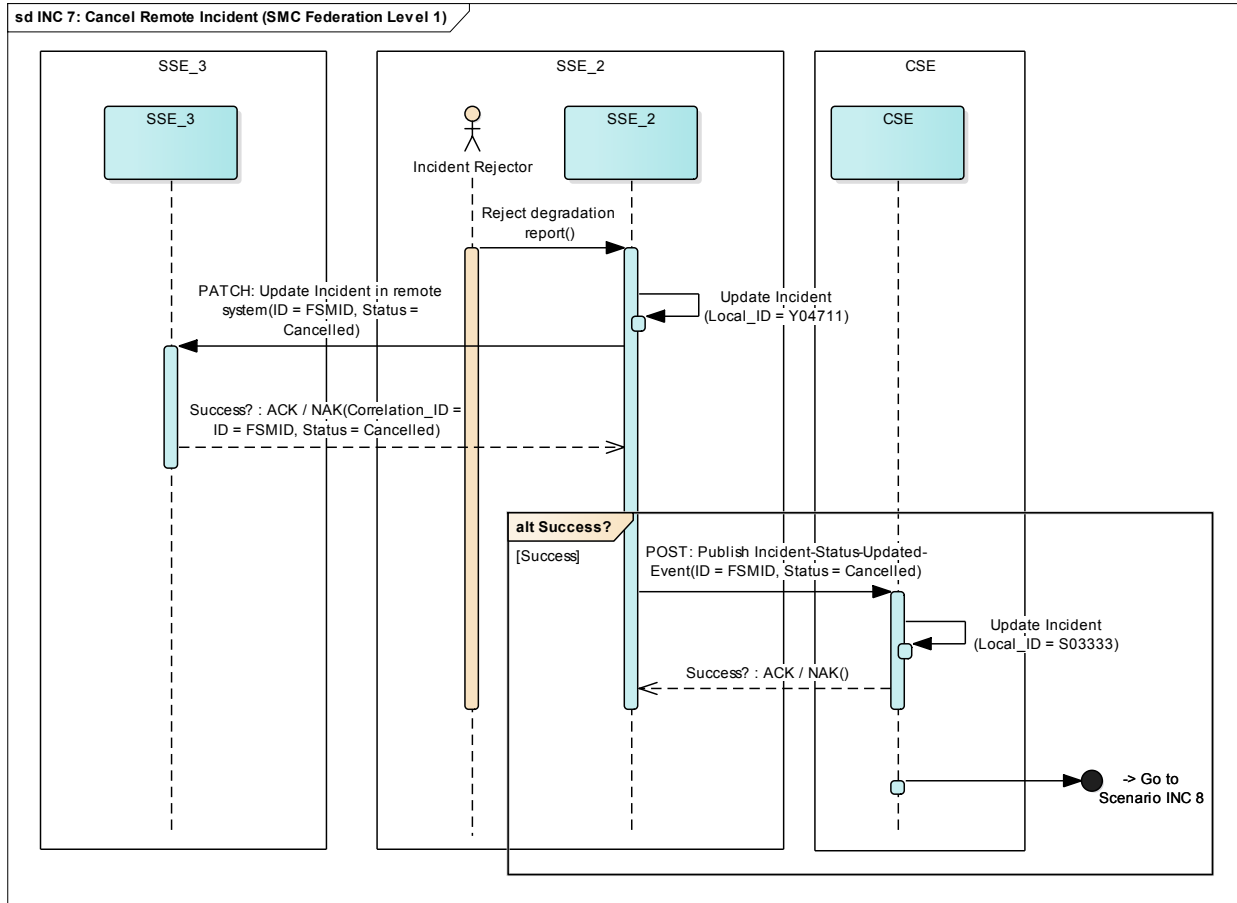 sd INC 7: Cancel Remote Incident (SMC Federation Level 1)
SSE_3
SSE_2
CSE
SSE_3
SSE_2
CSE
Incident Rejector
Reject degradation
report()
Update Incident
(Local_ID = Y04711)
PATCH: Update Incident in remote
system(ID = FSMID, Status =
Cancelled)
Success? : ACK / NAK(Correlation_ID =
ID = FSMID, Status = Cancelled)
alt Success?
[Success]
POST: Publish Incident-Status-Updated-
Event(ID = FSMID, Status = Cancelled)
Update Incident
(Local_ID = S03333)
Success? : ACK / NAK()
-> Go to
Scenario INC 8